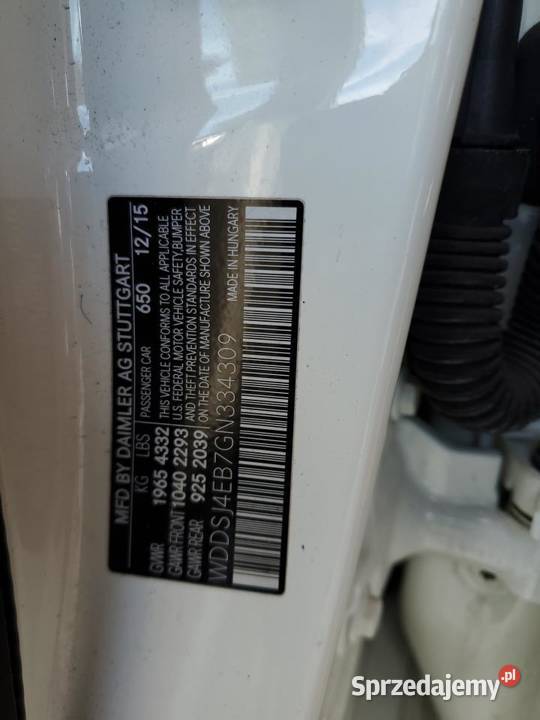 MFD BY DAIMLER AG STUTTGART
KG LBS PASSENGER CAR 650 12/15
GVWR 1965 4332 THIS VEHICLE CONFORMS TO ALL APPLICABLE
GAWR FRONT 1040 2293 U.S. FEDERAL MOTOR VEHICLE SAFETY,BUMPER
GAWR REAR 925 2039 AND THEFT PREVENTION STANDARDS IN EFFECT
ON THE DATE OF MANUFACTURE SHOWN ABOVE
WDDSJ4EB7GN334309 MADE IN HUNGARY
Sprzedajemy.pl